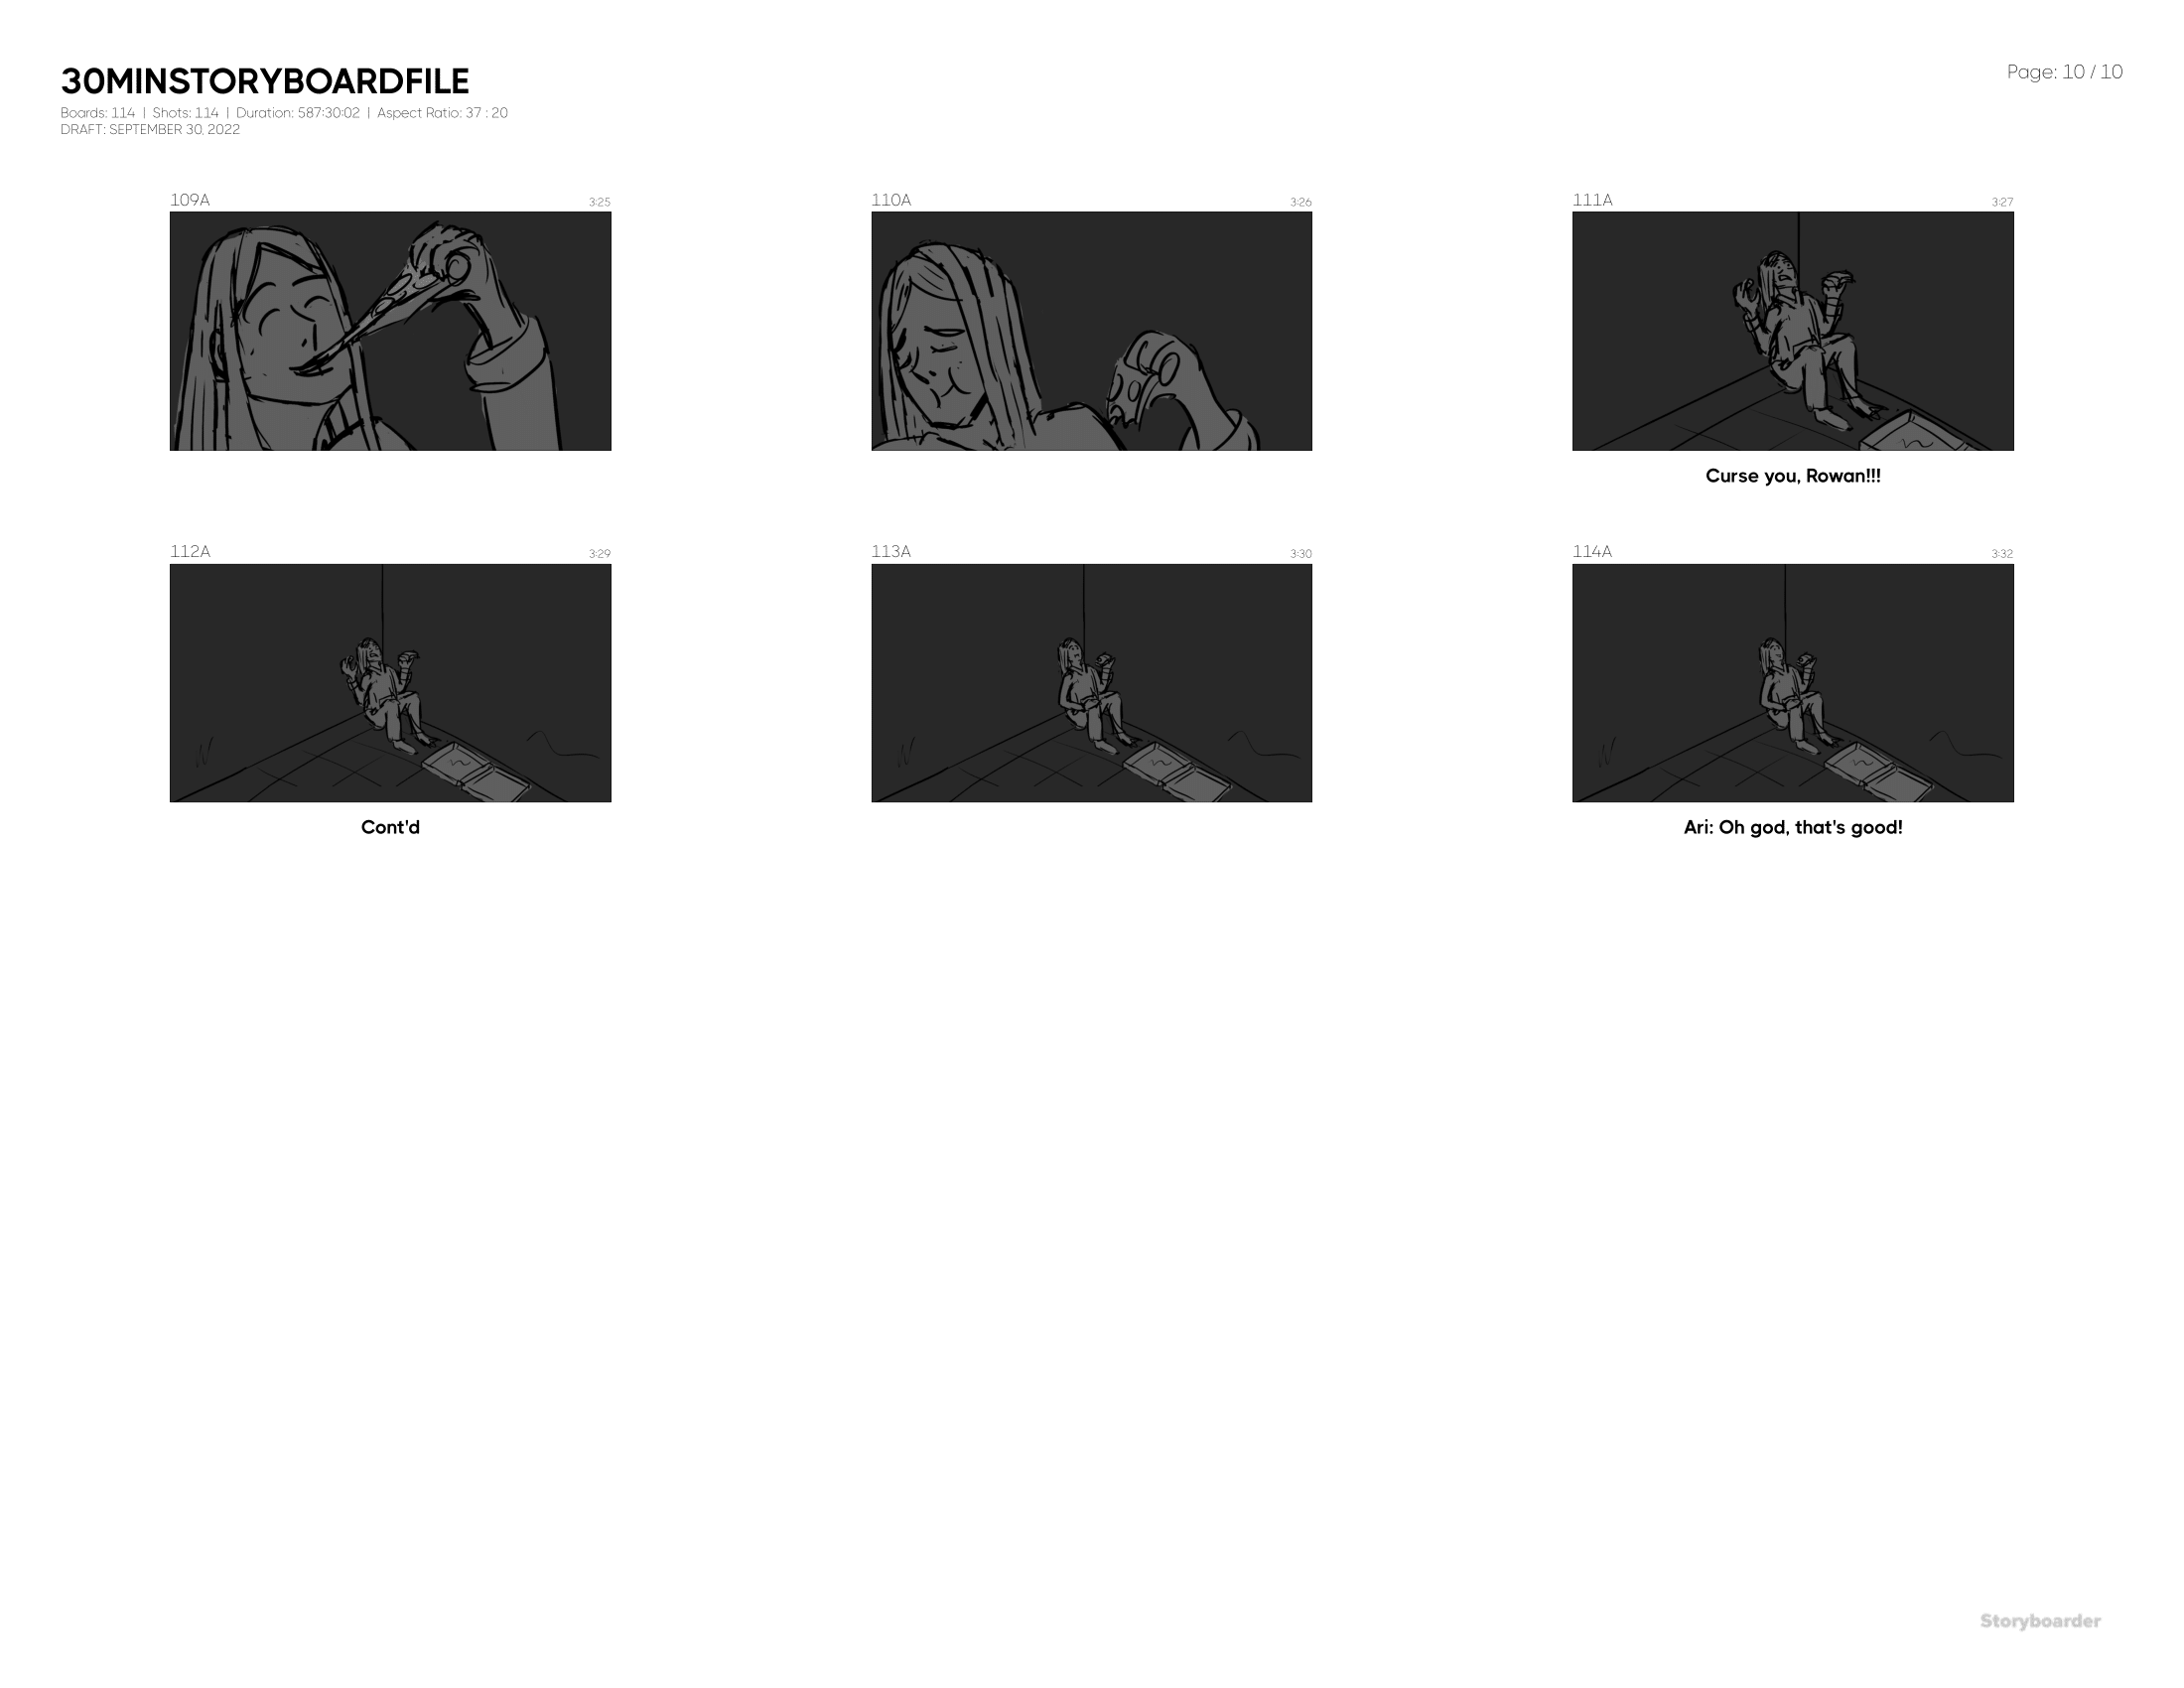 30MINSTORYBOARDFILE
Page: 10 / 10
Boards: 114 | Shots: 114 | Duration: 587:30:02 | Aspect Ratio: 37 : 20
DRAFT: SEPTEMBER 30, 2022
109A 3:25
110A 3:26
111A 3:27
Curse you, Rowan!!!
112A 3:29
113A 3:30
114A 3:32
Cont'd
Ari: Oh god, that's good!
Storyboarder